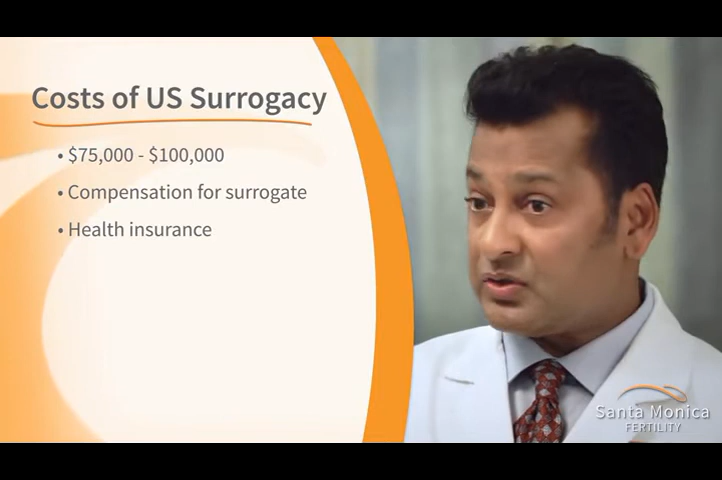 Costs of US Surrogacy
• $75,000 - $100,000
• Compensation for surrogate
• Health insurance
Santa Monica
FERTILITY